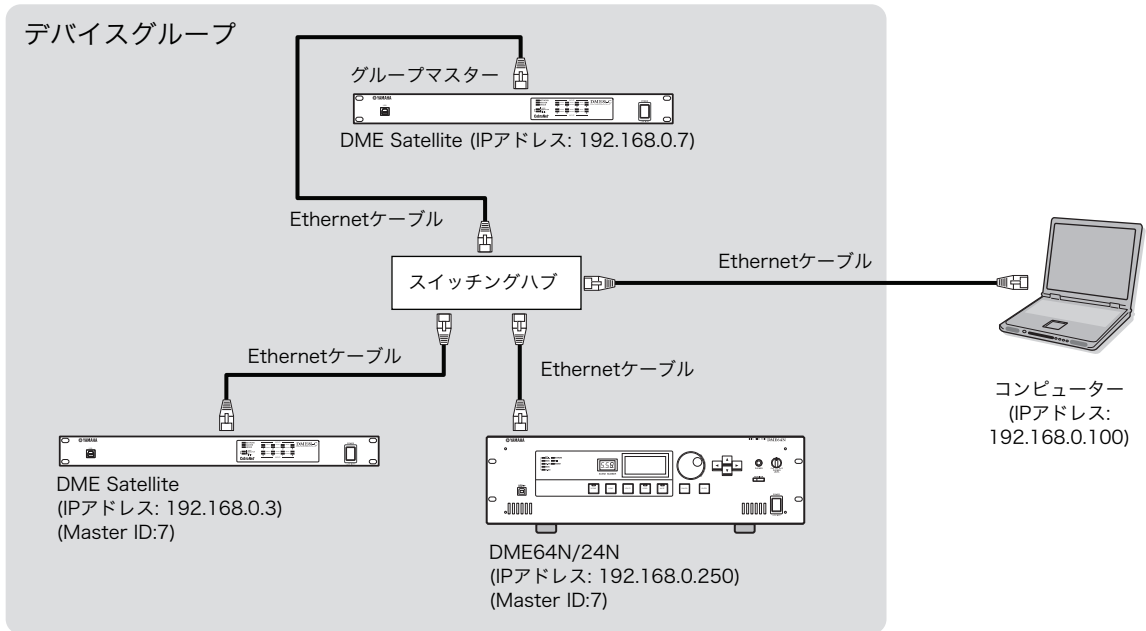 デバイスグループ
グループマスター
YAMAHA
DME Satellite (IPアドレス: 192.168.0.7)
Ethernetケーブル
スイッチングハブ
Ethernetケーブル
Ethernetケーブル
Ethernetケーブル
コンピューター
(IPアドレス:
192.168.0.100)
YAMAHA
DME Satellite
(IPアドレス: 192.168.0.3)
(Master ID:7)
YAMAHA
DME64N
DME64N/24N
(IPアドレス: 192.168.0.250)
(Master ID:7)